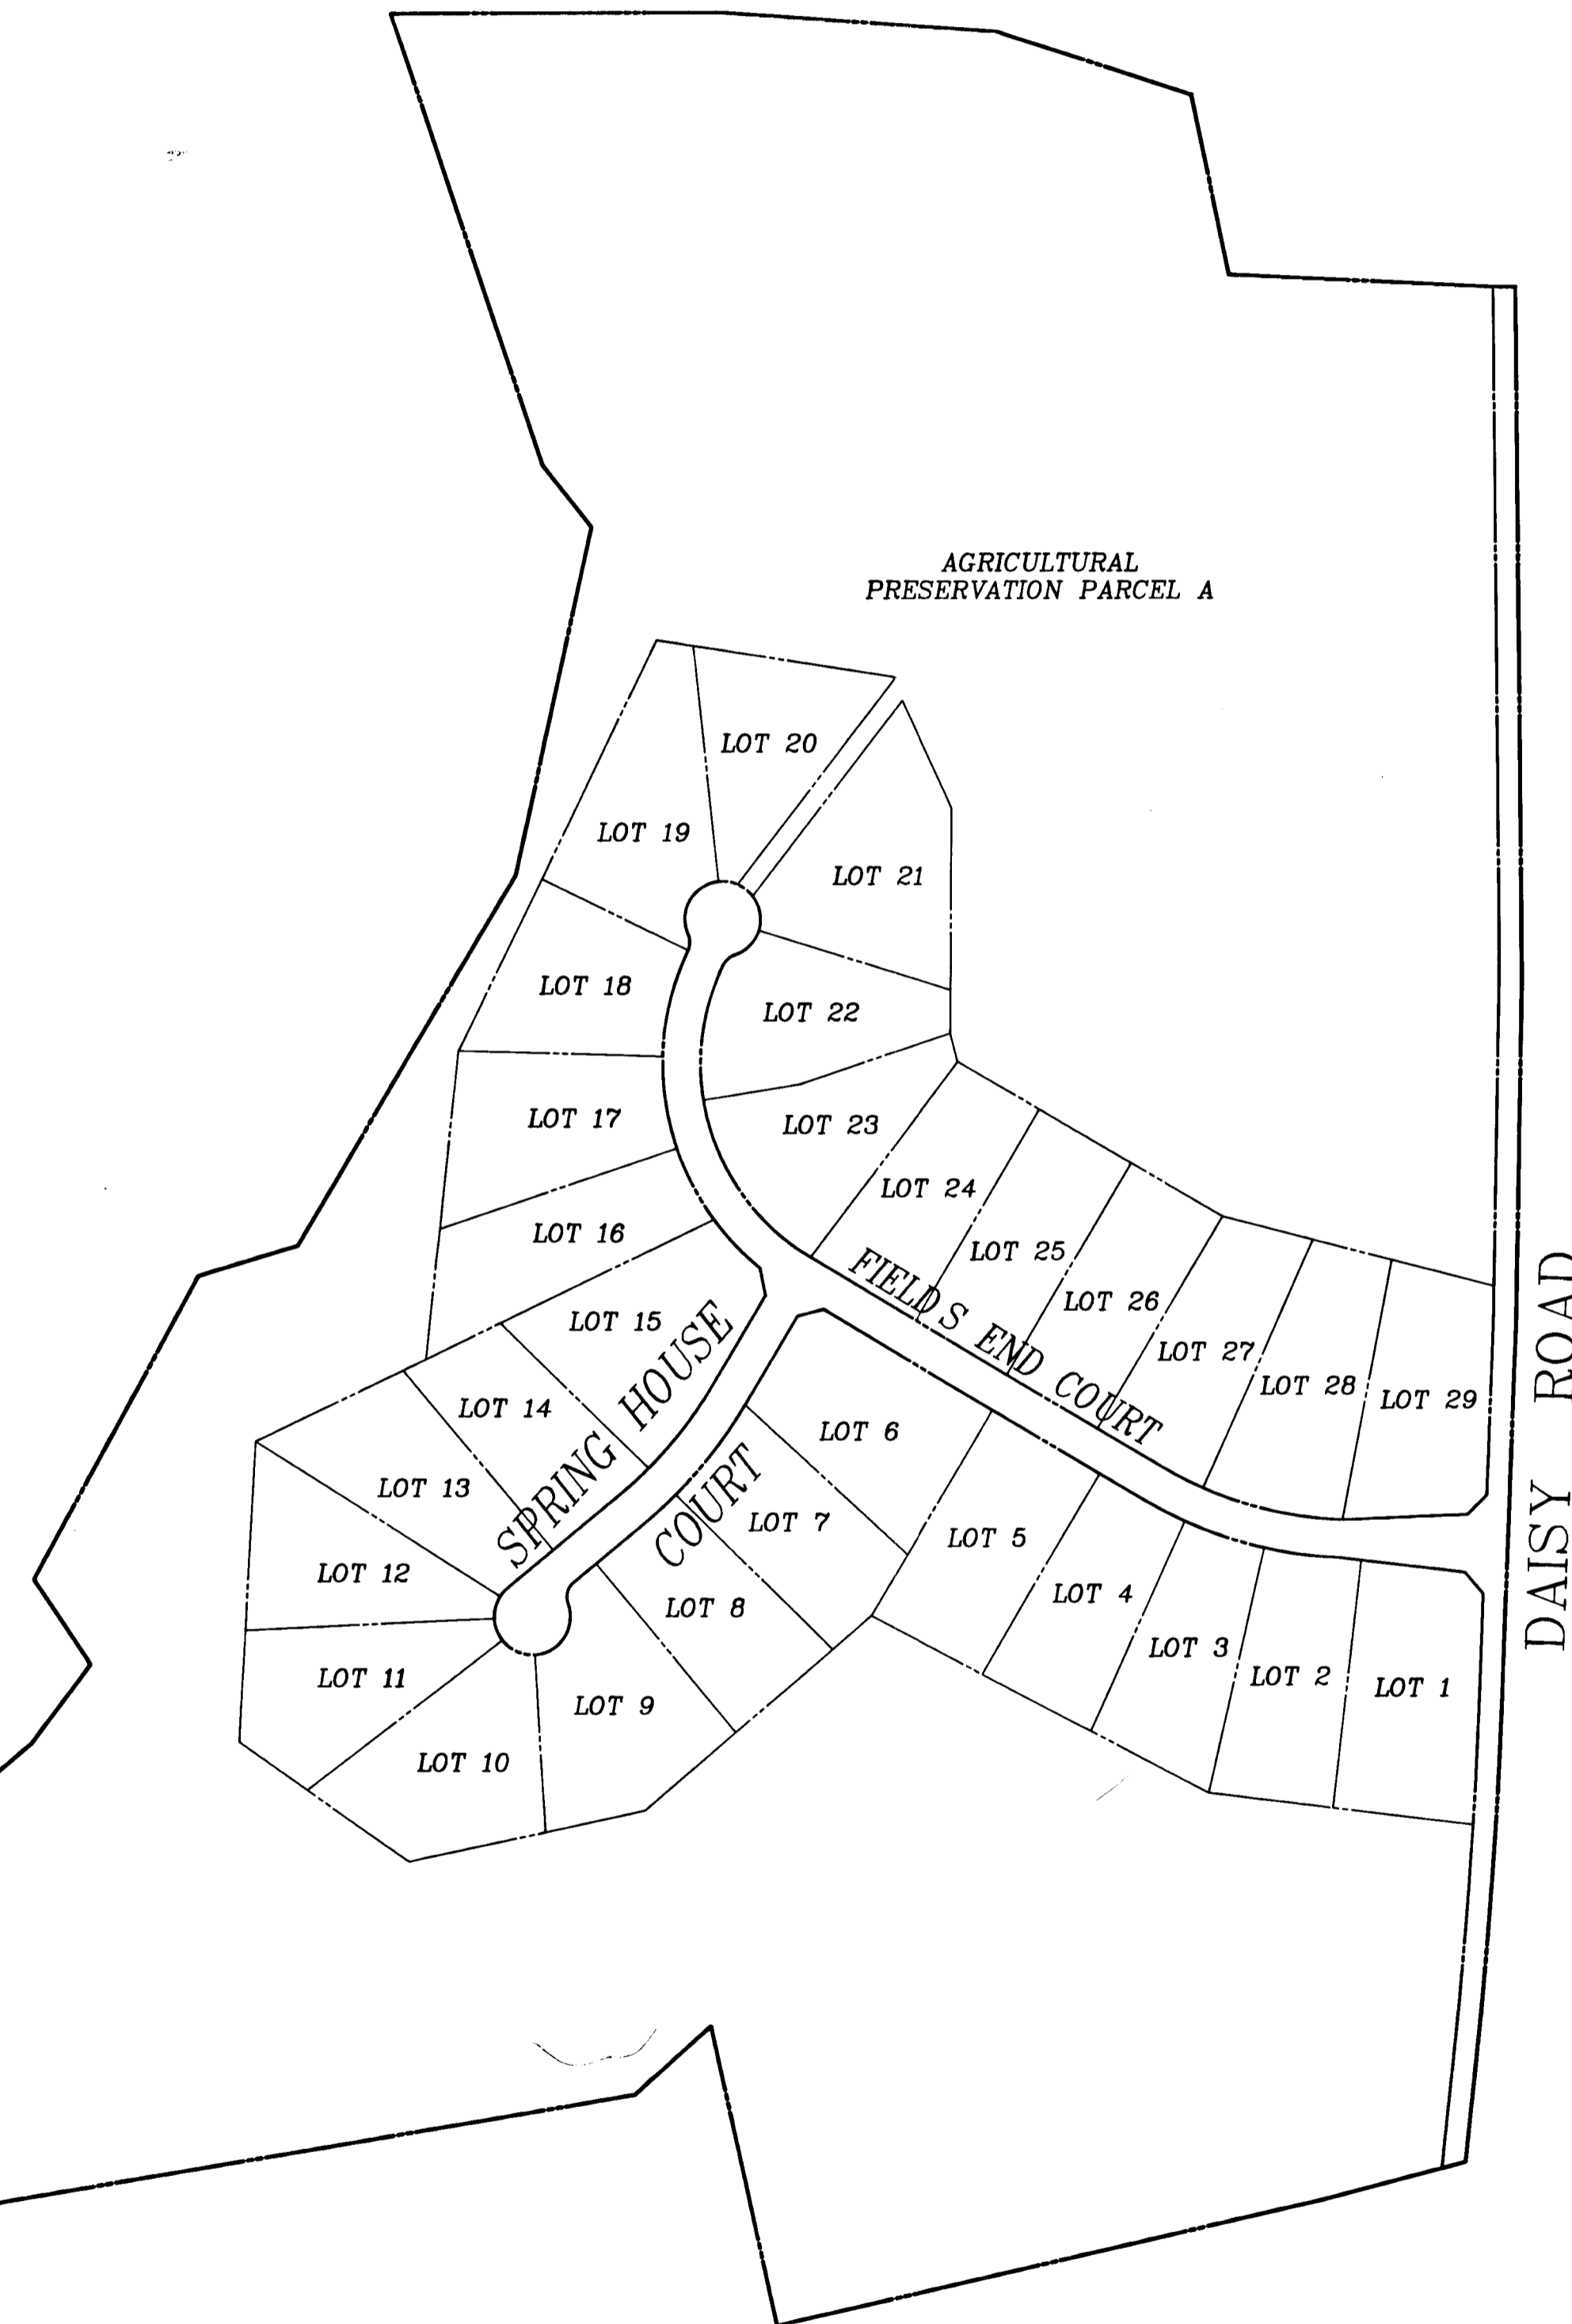 AGRICULTURAL
PRESERVATION PARCEL A
LOT 20
LOT 19
LOT 21
LOT 18
LOT 22
LOT 17
LOT 23
LOT 16
LOT 24
LOT 25
LOT 26
LOT 27
LOT 28
LOT 29
FIELDS END COURT
DAISY ROAD
LOT 15
LOT 14
LOT 13
LOT 12
LOT 11
LOT 10
LOT 9
LOT 8
LOT 7
LOT 6
LOT 5
LOT 4
LOT 3
LOT 2
LOT 1
SPRING HOUSE
COURT